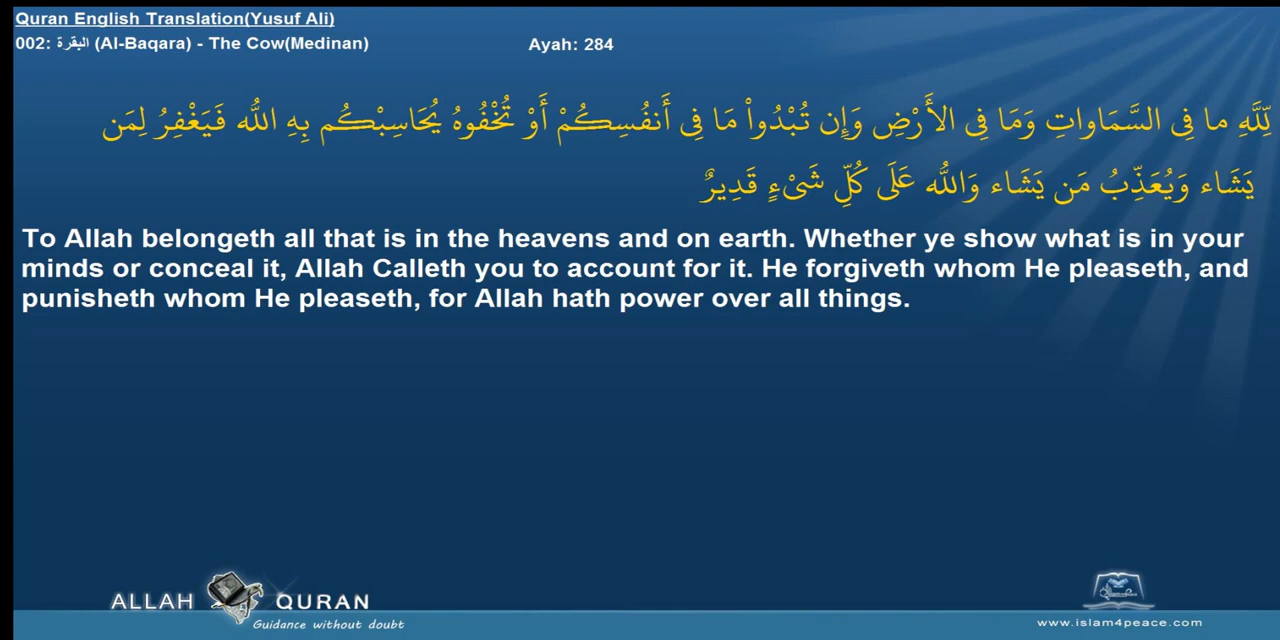 Quran English Translation(Yusuf Ali)
002: البقرة (Al-Baqara) - The Cow(Medinan)
Ayah: 284
لِّلَّهِ ما فِي السَّمَاواتِ وَمَا فِي الأَرْضِ وَإِن تُبْدُواْ مَا فِي أَنفُسِكُمْ أَوْ تُخْفُوهُ يُحَاسِبْكُم بِهِ اللّهُ فَيَغْفِرُ لِمَن
يَشَاء وَيُعَذِّبُ مَن يَشَاء وَاللّهُ عَلَى كُلِّ شَيْءٍ قَدِيرٌ
To Allah belongeth all that is in the heavens and on earth. Whether ye show what is in your
minds or conceal it, Allah Calleth you to account for it. He forgiveth whom He pleaseth, and
punisheth whom He pleaseth, for Allah hath power over all things.
ALLAH QURAN
Guidance without doubt
www.islam4peace.com